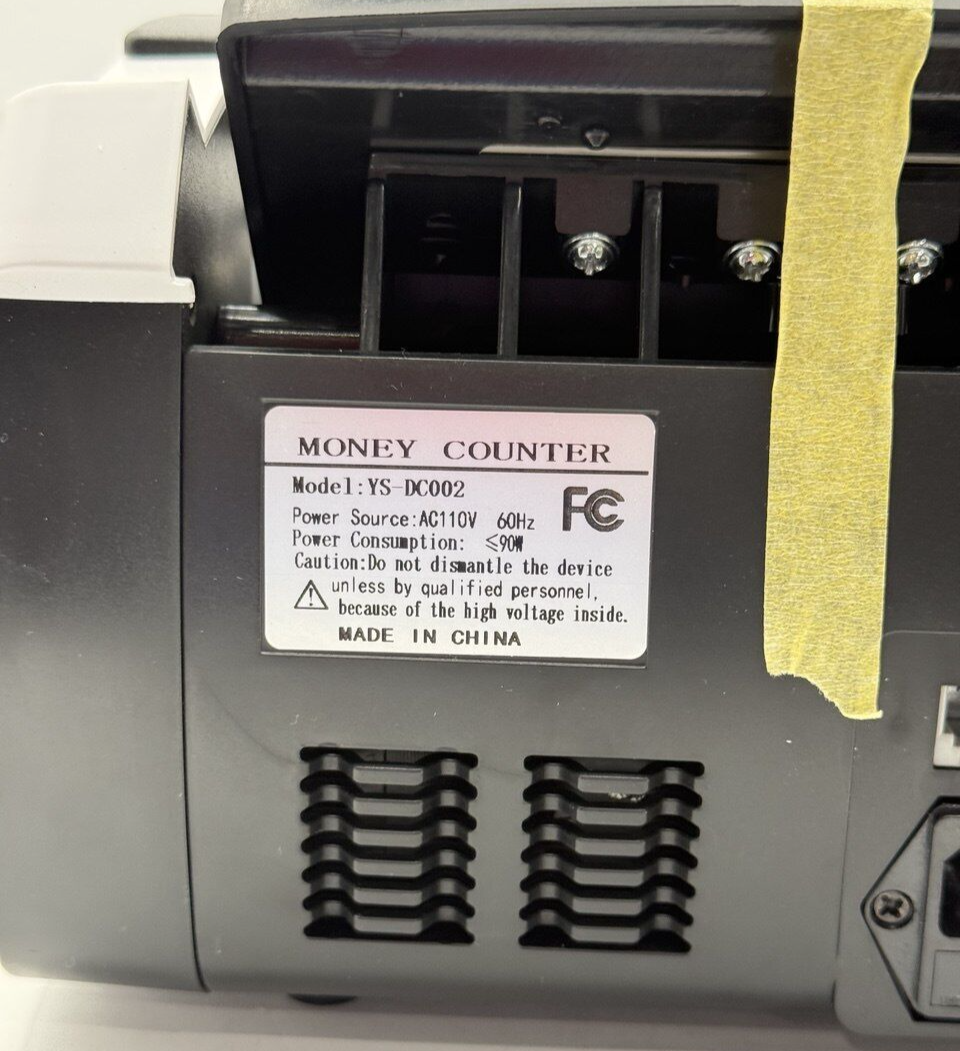 MONEY COUNTER
Model:YS-DC002
FC
Power Source:AC110V 60Hz
Power Consumption: ≤90W
Caution:Do not dismantle the device
unless by qualified personnel,
because of the high voltage inside.
MADE IN CHINA